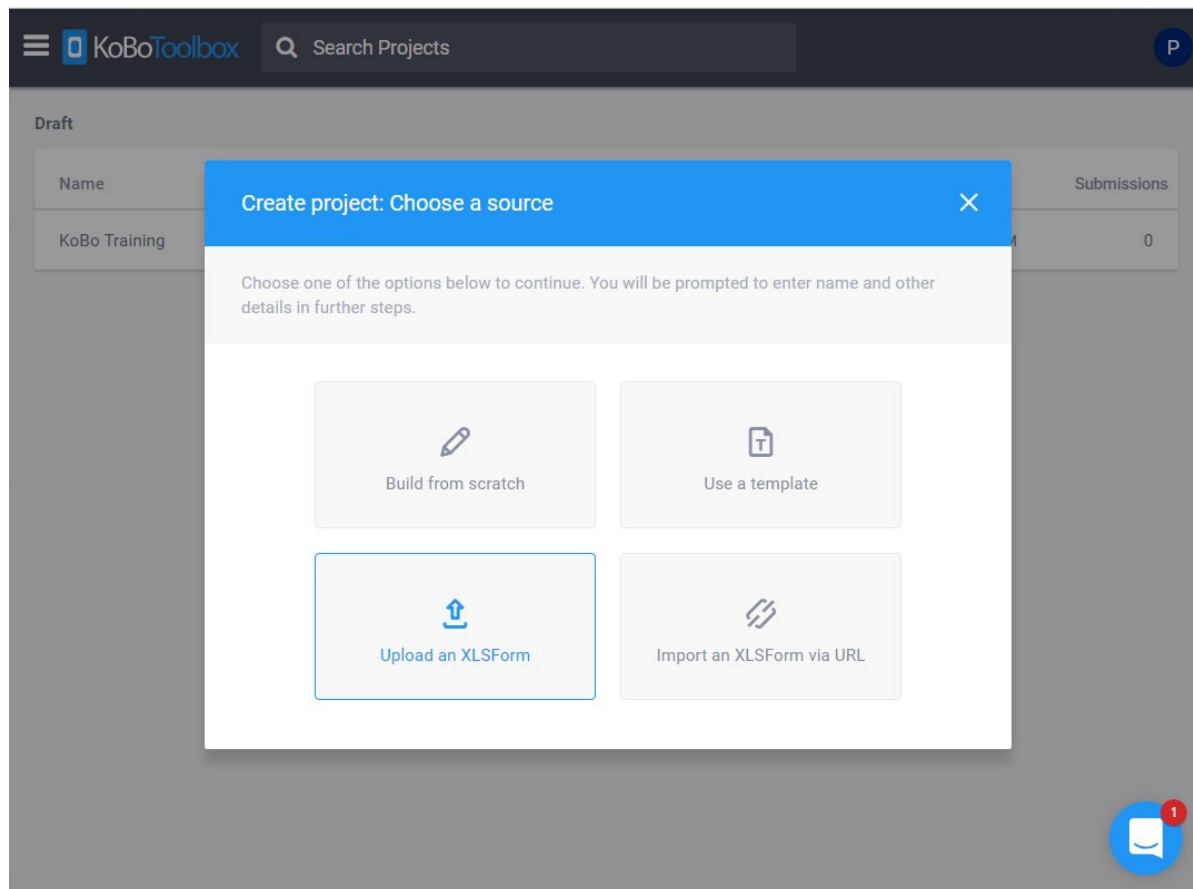 KoBoToolbox
Search Projects
P
Draft
Name
Submissions
KoBo Training
M
0
Create project: Choose a source
Choose one of the options below to continue. You will be prompted to enter name and other
details in further steps.
Build from scratch
Use a template
T
Upload an XLSForm
Import an XLSForm via URL
1